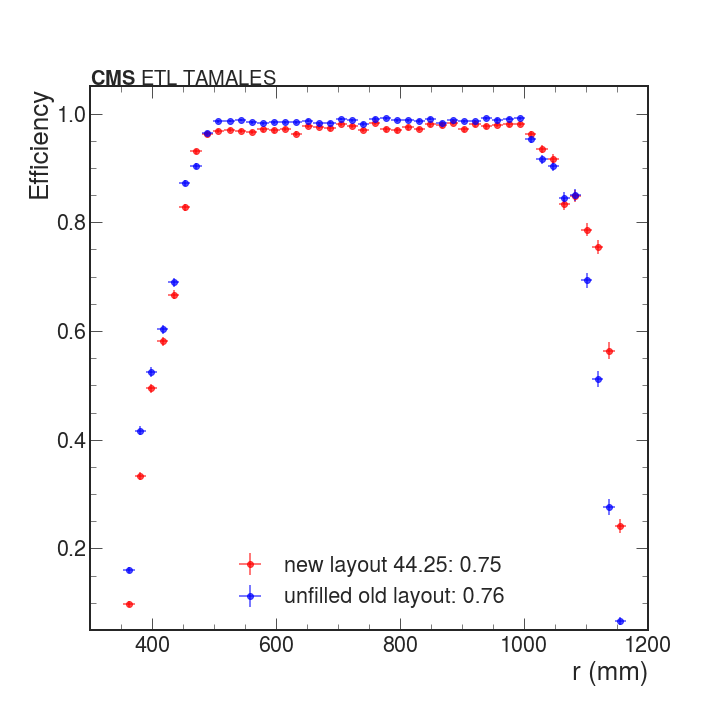 CMS ETL TAMALES
Efficiency
1.0
0.8
0.6
0.4
0.2
new layout 44.25: 0.75
unfilled old layout: 0.76
400 600 800 1000 1200
r (mm)